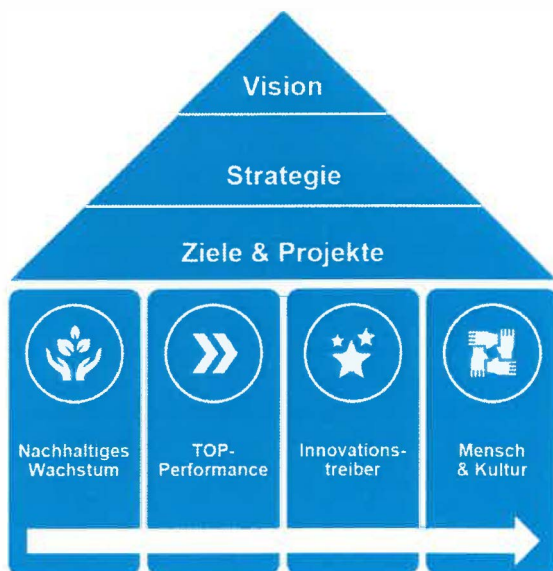 Vision
Strategie
Ziele & Projekte
Nachhaltiges
Wachstum
TOP-
Performance
Innovations-
treiber
Mensch
& Kultur